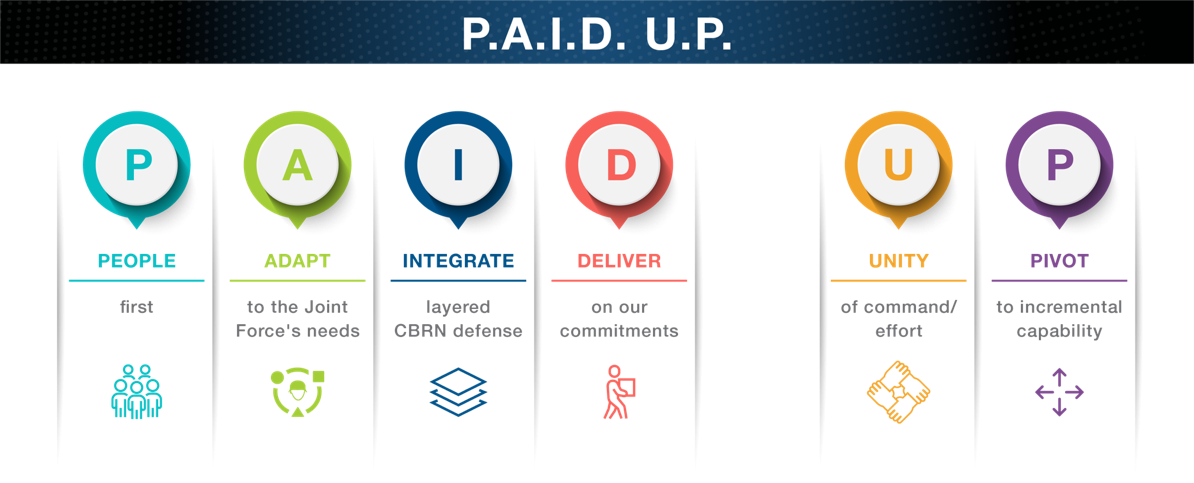 P.A.I.D. U.P.
P
A
I
D
U
P
PEOPLE
first
ADAPT
to the Joint
Force's needs
INTEGRATE
layered
CBRN defense
DELIVER
on our
commitments
UNITY
of command/
effort
PIVOT
to incremental
capability